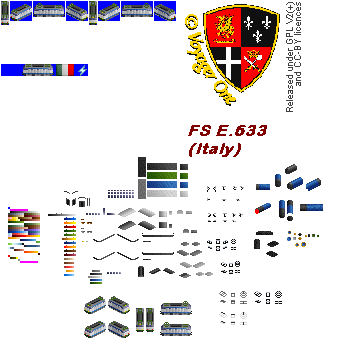 © Voyager One
Released under GPL V2(+)
and CC-BY licences
FS E.633
(Italy)